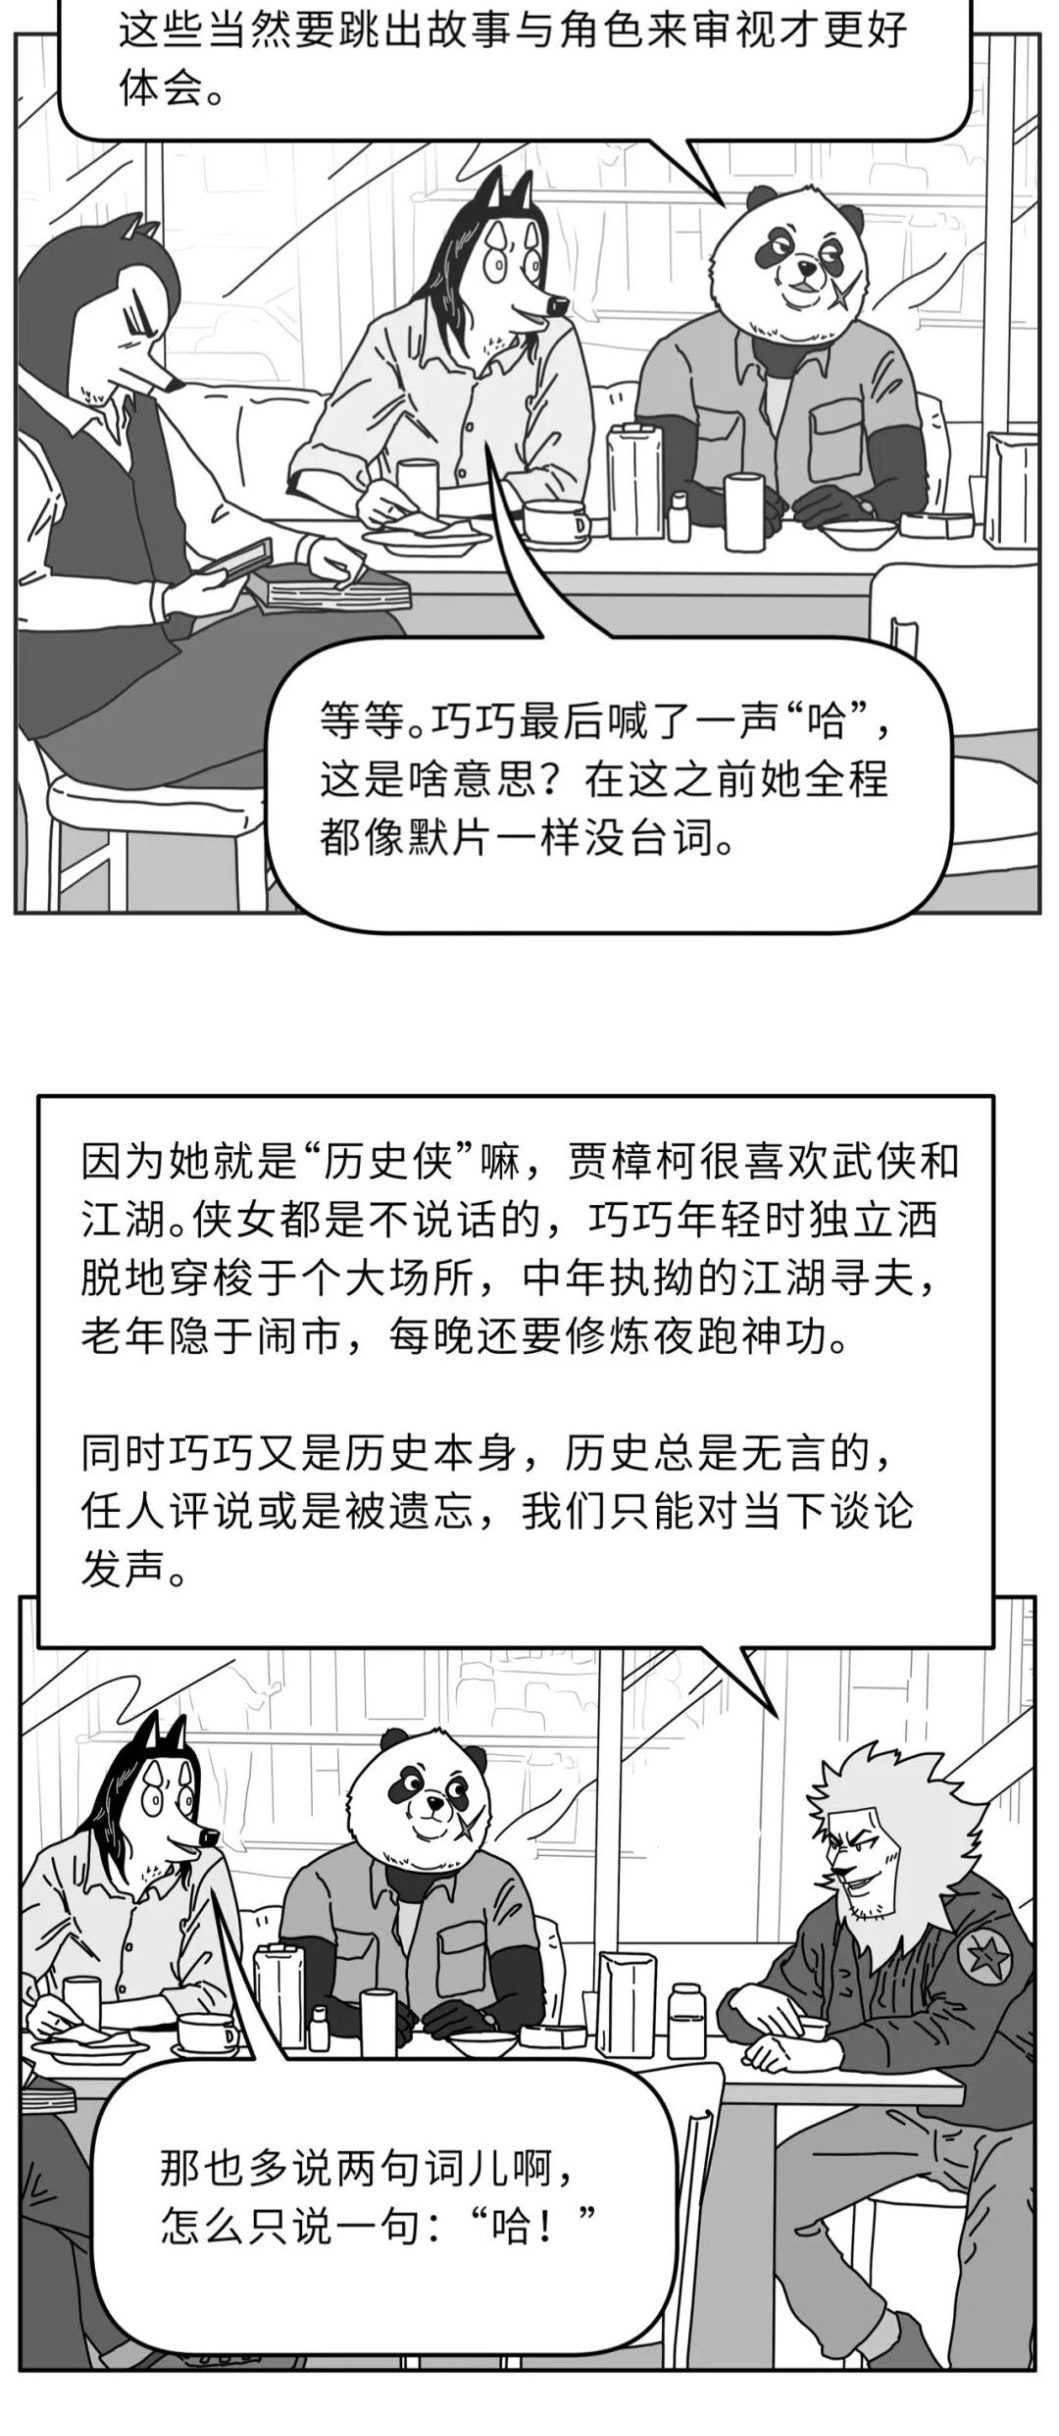 这些当然要跳出故事与角色来审视才更好
体会。
等等。巧巧最后喊了一声“哈”，
这是啥意思？在这之前她全程
都像默片一样没台词。
因为她就是“历史侠”嘛，贾樟柯很喜欢武侠和
江湖。侠女都是不说话的，巧巧年轻时独立洒
脱地穿梭于个大场所，中年执拗的江湖寻夫，
老年隐于闹市，每晚还要修炼夜跑神功。
同时巧巧又是历史本身，历史总是无言的，
任人评说或是被遗忘，我们只能对当下谈论
发声。
那也多说两句词儿啊，
怎么只说一句：“哈！”